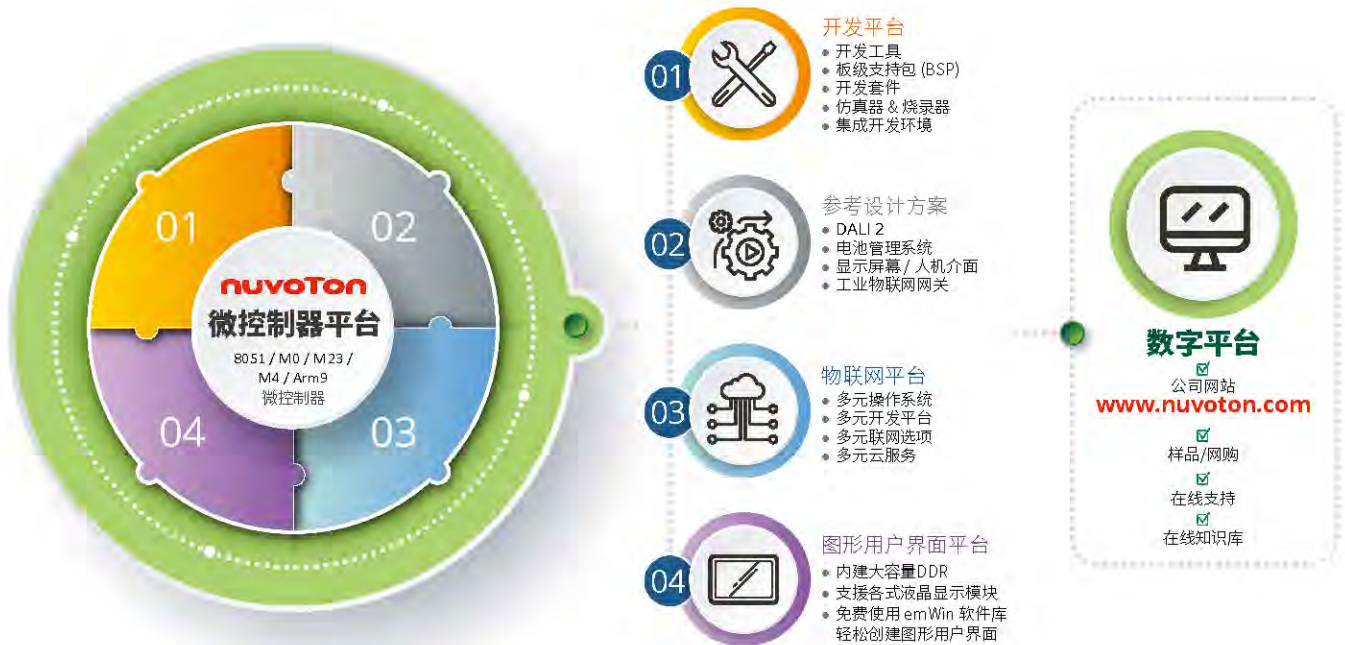 01
02
nuvoTon
微控制器平台
8051 / M0 / M23 /
M4 / Arm9
微控制器
04
03
01
开发平台
• 开发工具
• 板级支持包 (BSP)
• 开发套件
• 仿真器 & 烧录器
• 集成开发环境
02
参考设计方案
• DALI 2
• 电池管理系统
• 显示屏幕 / 人机介面
• 工业物联网网关
03
物联网平台
• 多元操作系统
• 多元开发平台
• 多元联网选项
• 多元云服务
04
图形用户界面平台
• 内建大容量DDR
• 支援各式液晶显示模块
• 免费使用 emWin 软件库
轻松创建图形用户界面
数字平台
公司网站
www.nuvoton.com
样品/网购
在线支持
在线知识库